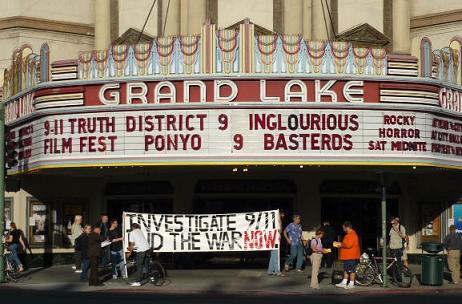 GRAND LAKE
9-11 TRUTH DISTRICT 9 INGLOURIOUS ROCKY
FILM FEST PONYO 9 BASTERDS HORROR
SAT MIDNITE
INVESTIGATE 9/11
END THE WAR NOW!